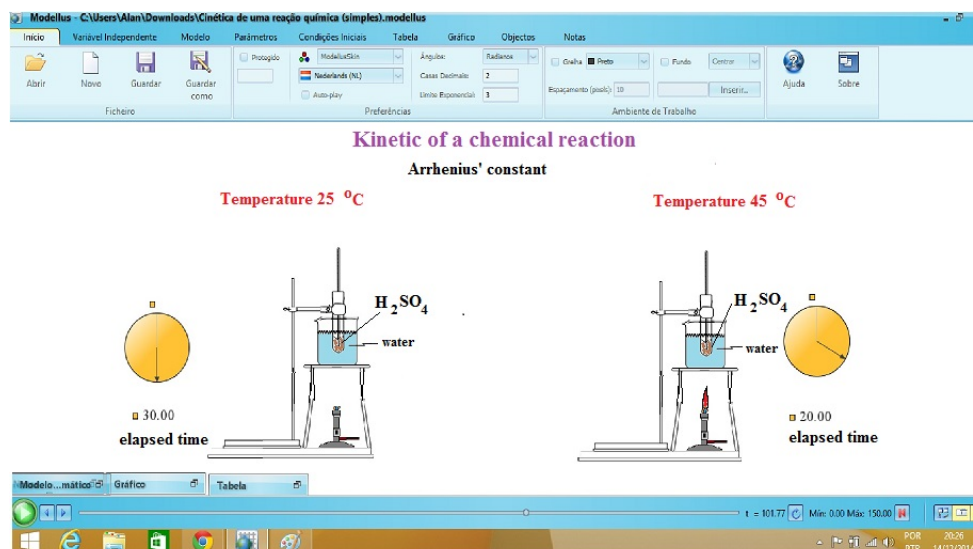 Modellus - C:\Users\Alan\Downloads\Cinética de uma reação química (simples).modellus
Início Variável Independente Modelo Parâmetros Condições Iniciais Tabela Gráfico Objectos Notas
Abrir Novo Guardar Guardar como
Ficheiro
Protegido ModellusSkin
Nederlands (NL)
Auto-play
Ângulos: Radianos
Casas Decimais: 2
Limite Exponencial: 3
Preferências
Grelha Preto Fundo Centrar
Espaçamento (pixels): 10 Inserir...
Ambiente de Trabalho
Ajuda Sobre
Kinetic of a chemical reaction
Arrhenius' constant
Temperature 25 °C
Temperature 45 °C
H2SO4
water
30.00
elapsed time
H2SO4
water
20.00
elapsed time
Gráfico
Tabela
t = 101.77 Min: 0.00 Máx: 150.00
POR 20:26